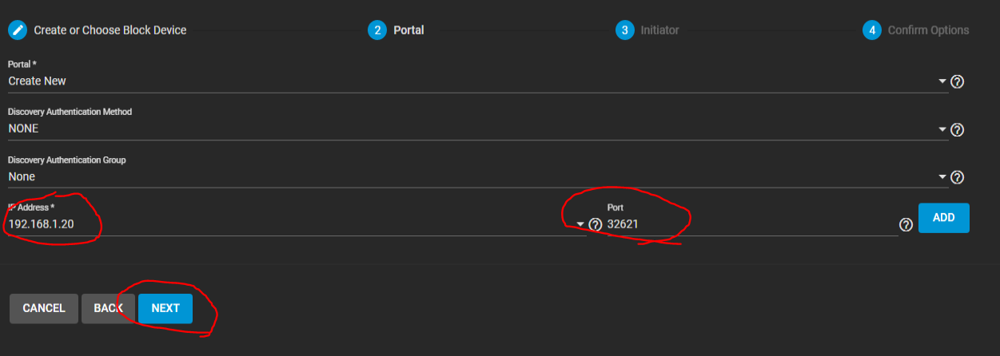 Create or Choose Block Device
2 Portal
3 Initiator
4 Confirm Options
Portal *
Create New
Discovery Authentication Method
NONE
Discovery Authentication Group
None
IP Address *
192.168.1.20
Port
32621
ADD
CANCEL
BACK
NEXT